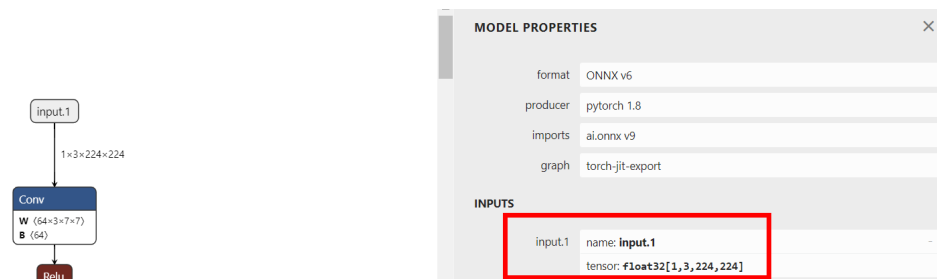 input.1
1×3×224×224
Conv
W ⟨64×3×7×7⟩
B ⟨64⟩
Relu
MODEL PROPERTIES
format ONNX v6
producer pytorch 1.8
imports ai.onnx v9
graph torch-jit-export
INPUTS
input.1 name: input.1
tensor: float32[1,3,224,224]